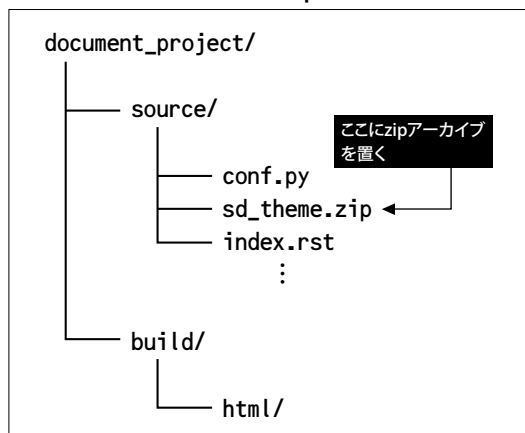 document_project/
source/
ここにzipアーカイブ
を置く
conf.py
sd_theme.zip
index.rst
⋮
build/
html/